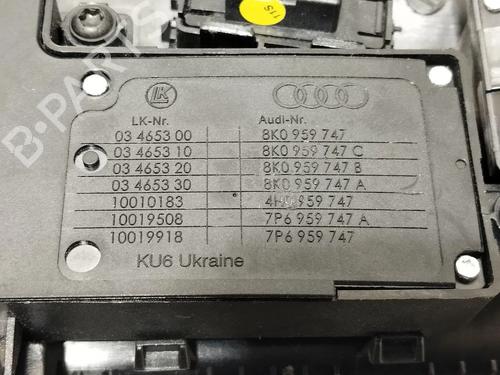 115
LK
LK-Nr. Audi-Nr.
03 4653 00 8K0 959 747
03 4653 10 8K0 959 747 C
03 4653 20 8K0 959 747 B
03 4653 30 8K0 959 747 A
10010183 4H0 959 747
10019508 7P6 959 747 A
10019918 7P6 959 747
KU6 Ukraine
B-PARTS